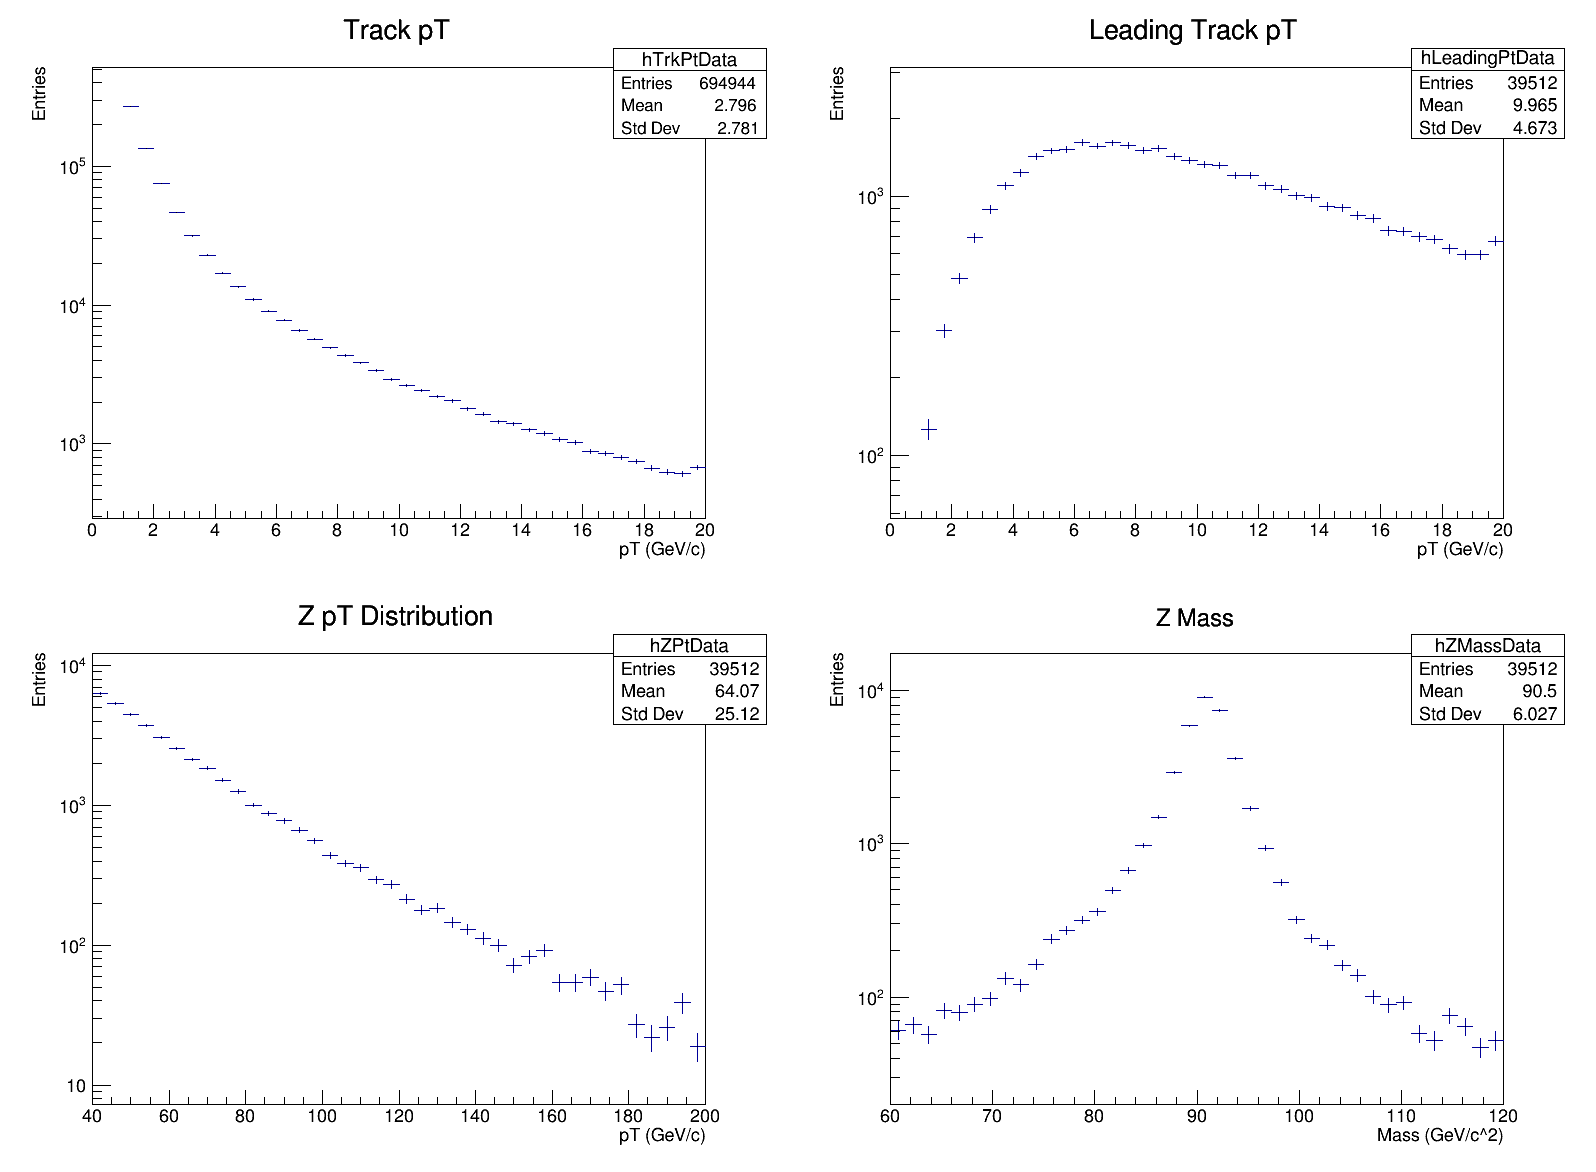 Track pT
Entries
hTrkPtData
Entries 694944
Mean 2.796
Std Dev 2.781
10^5
10^4
10^3
0 2 4 6 8 10 12 14 16 18 20
pT (GeV/c)
Leading Track pT
Entries
hLeadingPtData
Entries 39512
Mean 9.965
Std Dev 4.673
10^3
10^2
0 2 4 6 8 10 12 14 16 18 20
pT (GeV/c)
Z pT Distribution
Entries
hZPtData
Entries 39512
Mean 64.07
Std Dev 25.12
10^4
10^3
10^2
10
40 60 80 100 120 140 160 180 200
pT (GeV/c)
Z Mass
Entries
hZMassData
Entries 39512
Mean 90.5
Std Dev 6.027
10^4
10^3
10^2
60 70 80 90 100 110 120
Mass (GeV/c^2)